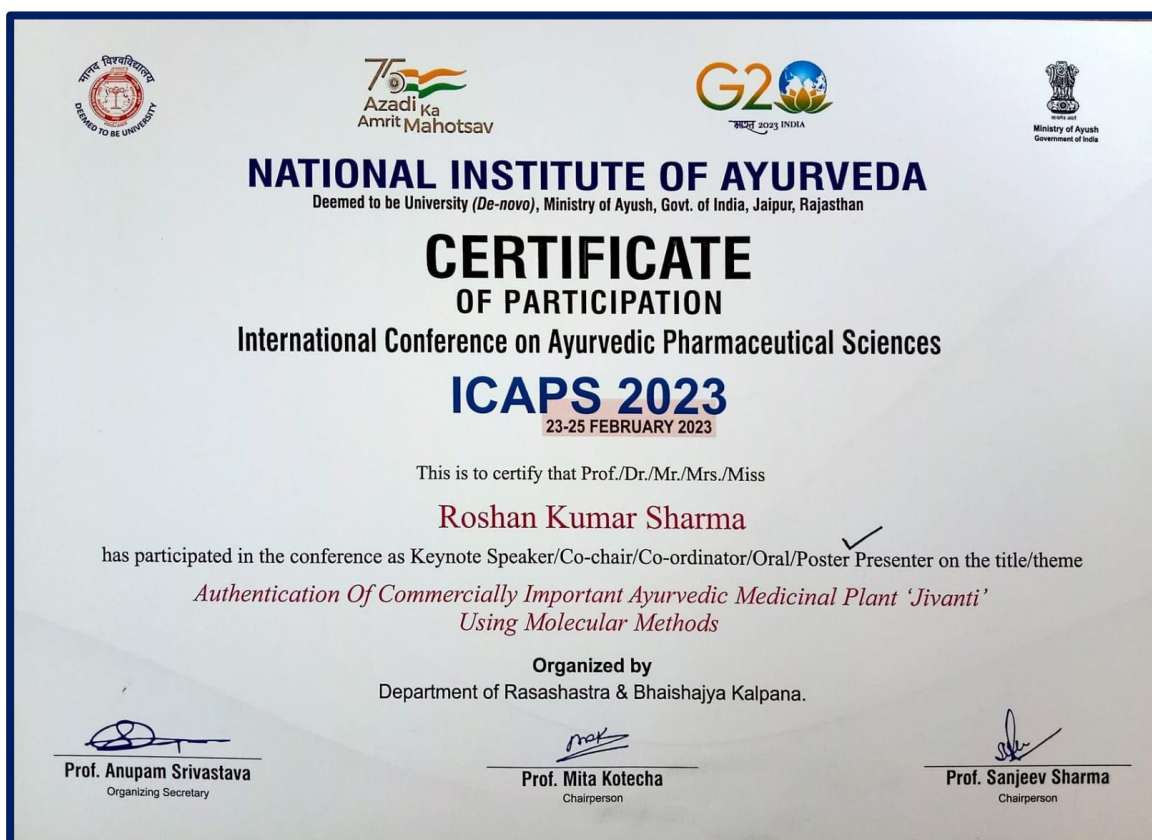 मानद विश्वविद्यालय
DEEMED TO BE UNIVERSITY
75
Azadi Ka
Amrit Mahotsav
G20
भारत 2023 INDIA
सत्यमेव जयते
Ministry of Ayush
Government of India
NATIONAL INSTITUTE OF AYURVEDA
Deemed to be University (De-novo), Ministry of Ayush, Govt. of India, Jaipur, Rajasthan
CERTIFICATE
OF PARTICIPATION
International Conference on Ayurvedic Pharmaceutical Sciences
ICAPS 2023
23-25 FEBRUARY 2023
This is to certify that Prof./Dr./Mr./Mrs./Miss
Roshan Kumar Sharma
has participated in the conference as Keynote Speaker/Co-chair/Co-ordinator/Oral/Poster Presenter on the title/theme
Authentication Of Commercially Important Ayurvedic Medicinal Plant ‘Jivanti’
Using Molecular Methods
Organized by
Department of Rasashastra & Bhaishajya Kalpana.
Prof. Anupam Srivastava
Organizing Secretary
Prof. Mita Kotecha
Chairperson
Prof. Sanjeev Sharma
Chairperson